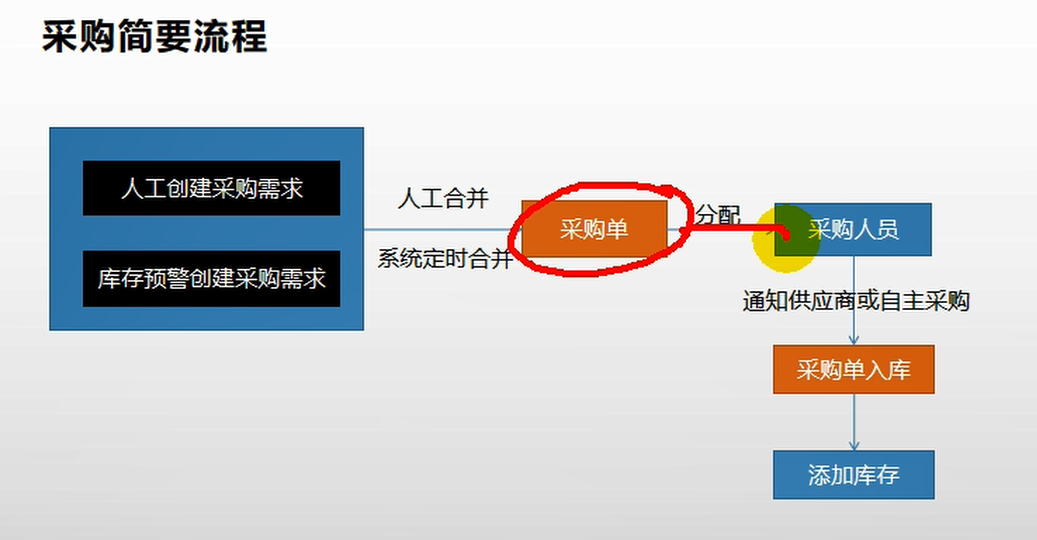 采购简要流程
人工创建采购需求
库存预警创建采购需求
人工合并
系统定时合并
采购单
分配
采购人员
通知供应商或自主采购
采购单入库
添加库存